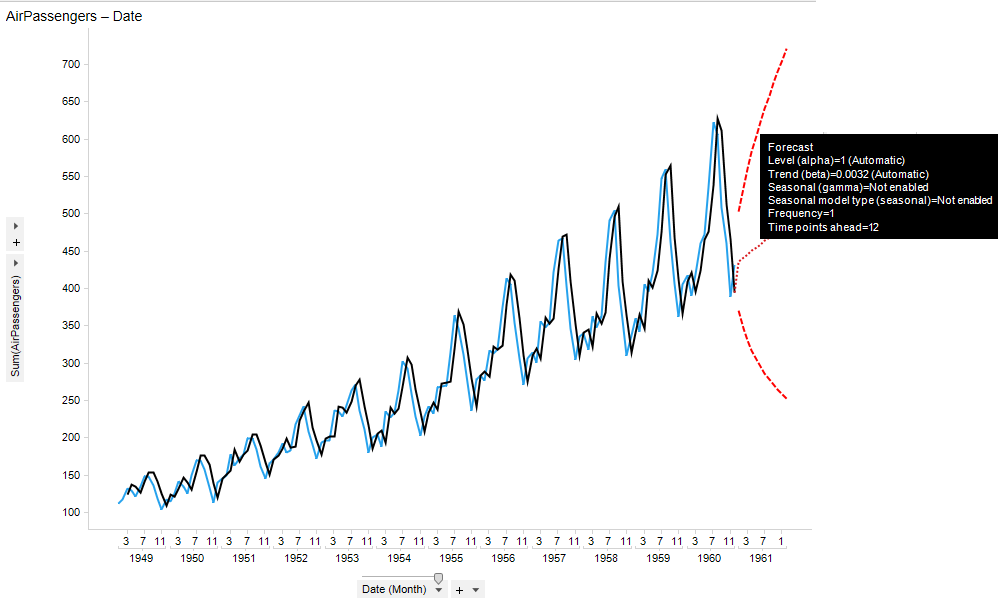 AirPassengers – Date
700
650
600
550
500
450
400
350
300
250
200
150
100
Sum(AirPassengers)
+
Forecast
Level (alpha)=1 (Automatic)
Trend (beta)=0.0032 (Automatic)
Seasonal (gamma)=Not enabled
Seasonal model type (seasonal)=Not enabled
Frequency=1
Time points ahead=12
3 7 11 3 7 11 3 7 11 3 7 11 3 7 11 3 7 11 3 7 11 3 7 11 3 7 11 3 7 11 3 7 11 3 7 11 3 7 1
1949 1950 1951 1952 1953 1954 1955 1956 1957 1958 1959 1960 1961
Date (Month) +